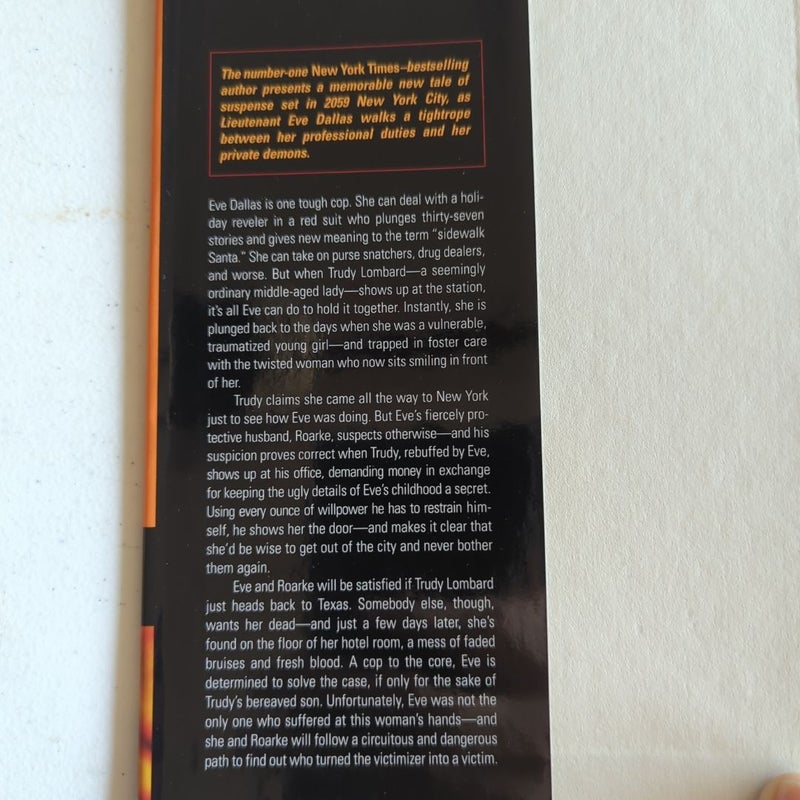 The number-one New York Times–bestselling
author presents a memorable new tale of
suspense set in 2059 New York City, as
Lieutenant Eve Dallas walks a tightrope
between her professional duties and her
private demons.
Eve Dallas is one tough cop. She can deal with a holi-
day reveler in a red suit who plunges thirty-seven
stories and gives new meaning to the term “sidewalk
Santa.” She can take on purse snatchers, drug dealers,
and worse. But when Trudy Lombard—a seemingly
ordinary middle-aged lady—shows up at the station,
it’s all Eve can do to hold it together. Instantly, she is
plunged back to the days when she was a vulnerable,
traumatized young girl—and trapped in foster care
with the twisted woman who now sits smiling in front
of her.
Trudy claims she came all the way to New York
just to see how Eve was doing. But Eve’s fiercely pro-
tective husband, Roarke, suspects otherwise—and his
suspicion proves correct when Trudy, rebuffed by Eve,
shows up at his office, demanding money in exchange
for keeping the ugly details of Eve’s childhood a secret.
Using every ounce of willpower he has to restrain him-
self, he shows her the door—and makes it clear that
she’d be wise to get out of the city and never bother
them again.
Eve and Roarke will be satisfied if Trudy Lombard
just heads back to Texas. Somebody else, though,
wants her dead—and just a few days later, she’s
found on the floor of her hotel room, a mess of faded
bruises and fresh blood. A cop to the core, Eve is
determined to solve the case, if only for the sake of
Trudy’s bereaved son. Unfortunately, Eve was not the
only one who suffered at this woman’s hands—and
she and Roarke will follow a circuitous and dangerous
path to find out who turned the victimizer into a victim.